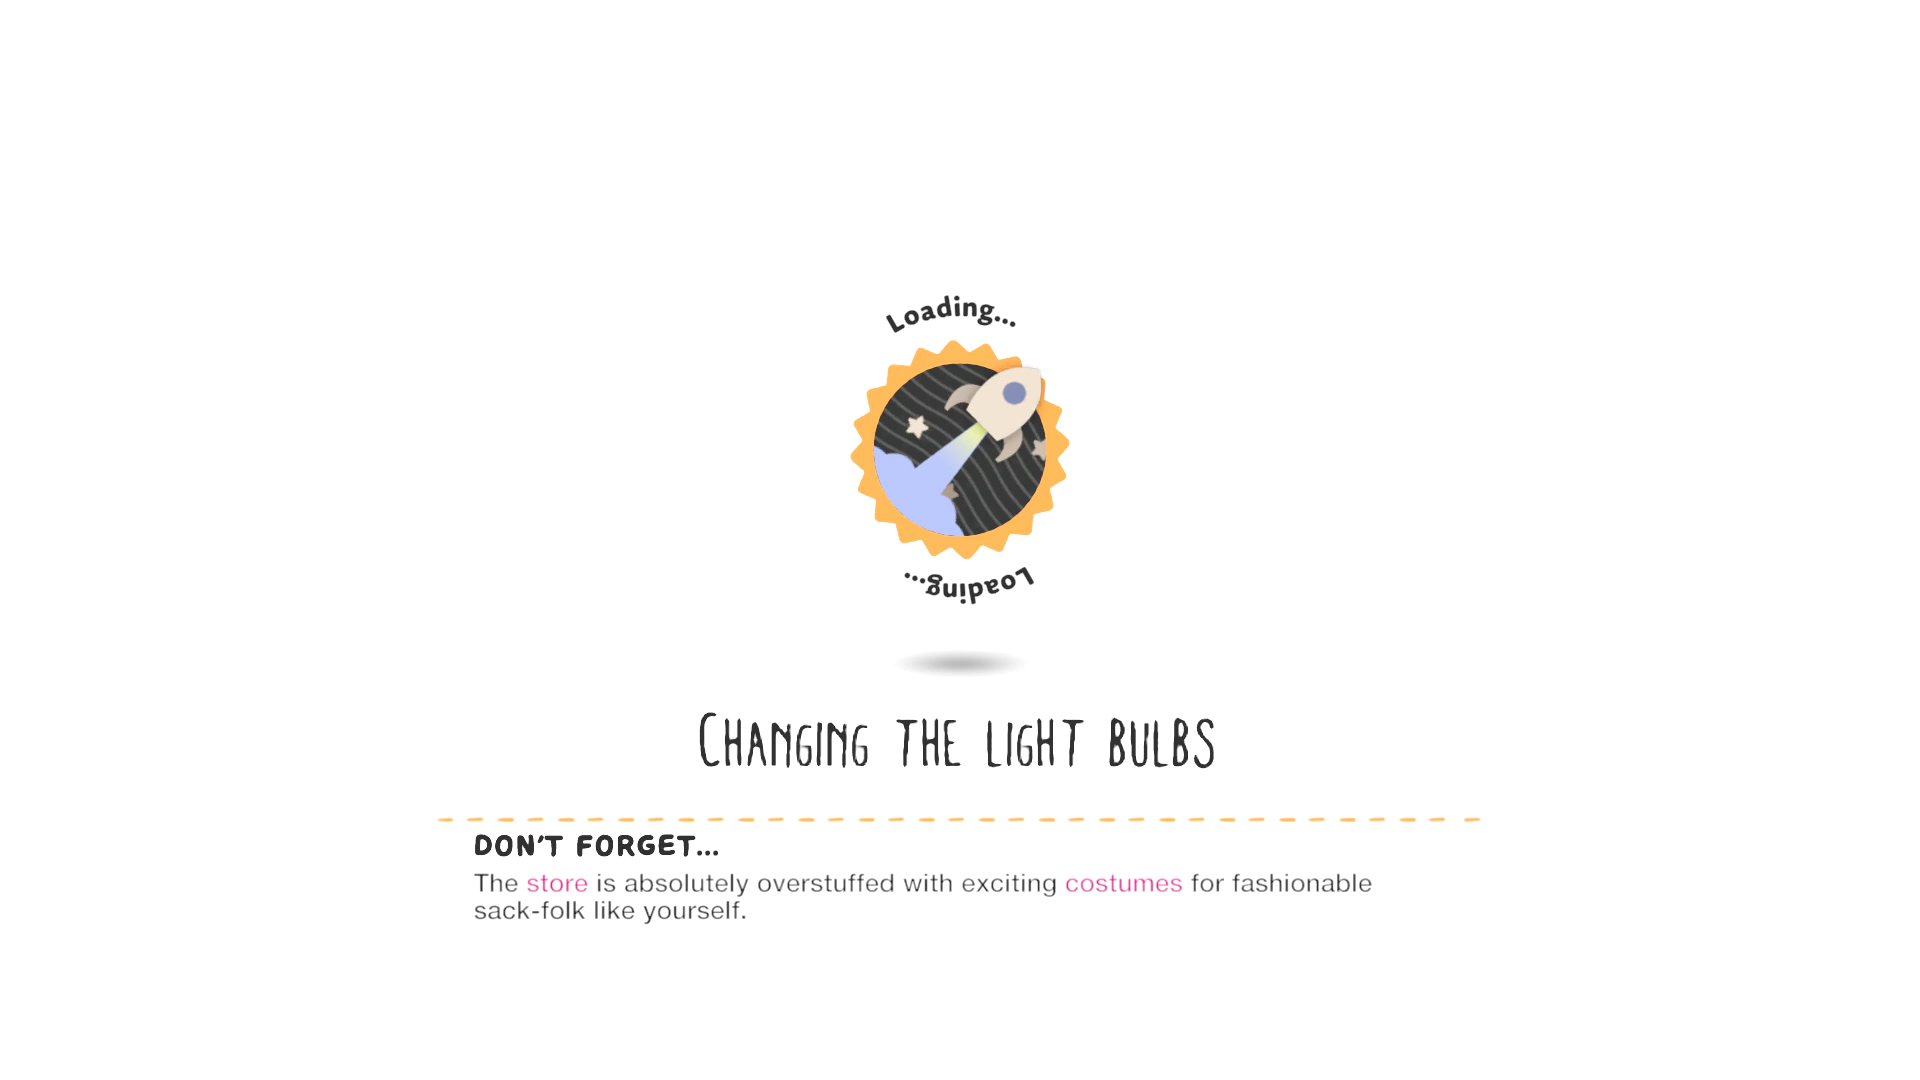 Loading...
Loading...
Changing the light bulbs
DON'T FORGET...
The store is absolutely overstuffed with exciting costumes for fashionable
sack-folk like yourself.